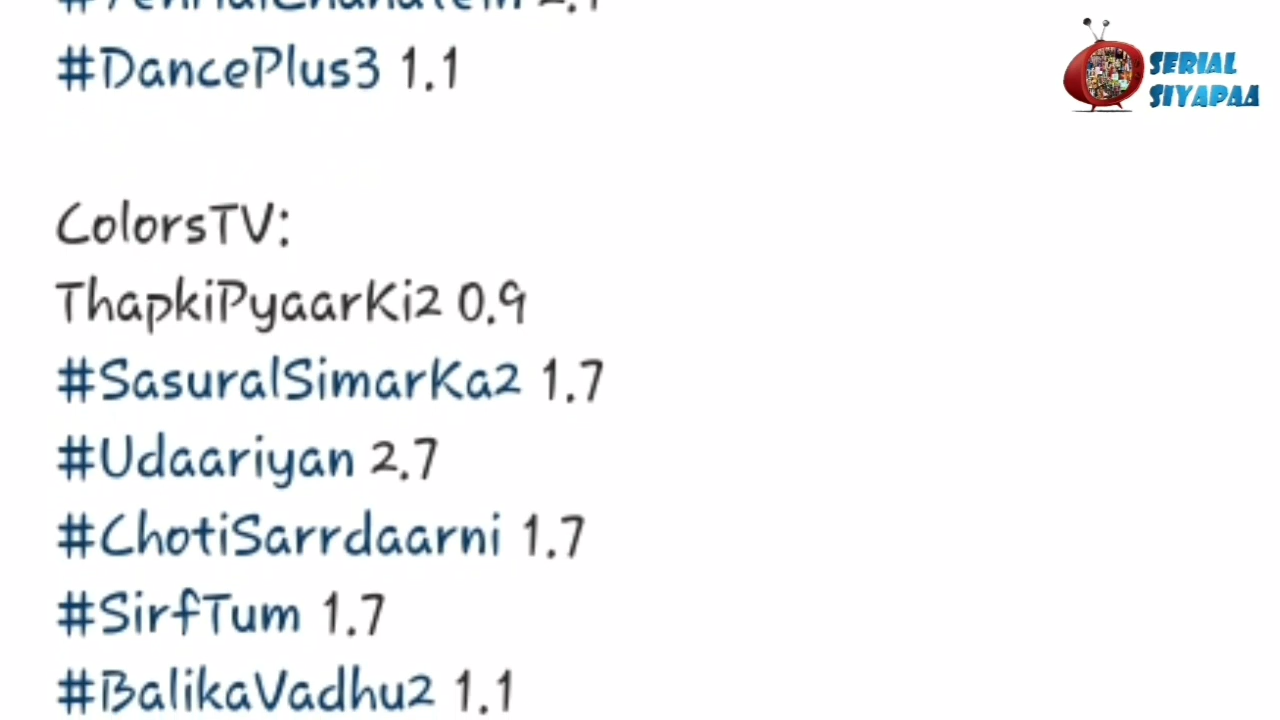 #DancePlus3 1.1
SERIAL
SIYAPAA
ColorsTV:
ThapkiPyaarKi2 0.9
#SasuralSimarKa2 1.7
#Udaariyan 2.7
#ChotiSarrdaarni 1.7
#SirfTum 1.7
#BalikaVadhu2 1.1